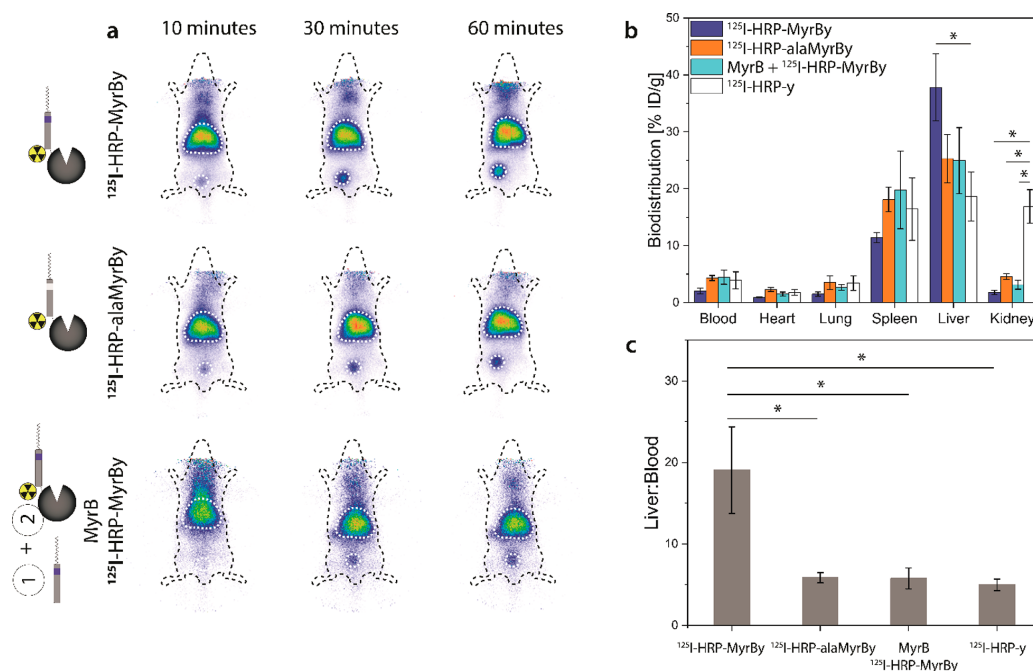 a
10 minutes
30 minutes
60 minutes
¹²⁵I-HRP-MyrBy
¹²⁵I-HRP-alaMyrBy
1 + 2
MyrB
¹²⁵I-HRP-MyrBy
b
50
40
30
20
10
0
Biodistribution [% ID/g]
¹²⁵I-HRP-MyrBy
¹²⁵I-HRP-alaMyrBy
MyrB + ¹²⁵I-HRP-MyrBy
¹²⁵I-HRP-y
*
*
*
*
Blood
Heart
Lung
Spleen
Liver
Kidney
c
30
20
10
0
Liver:Blood
*
*
*
¹²⁵I-HRP-MyrBy
¹²⁵I-HRP-alaMyrBy
MyrB
¹²⁵I-HRP-MyrBy
¹²⁵I-HRP-y